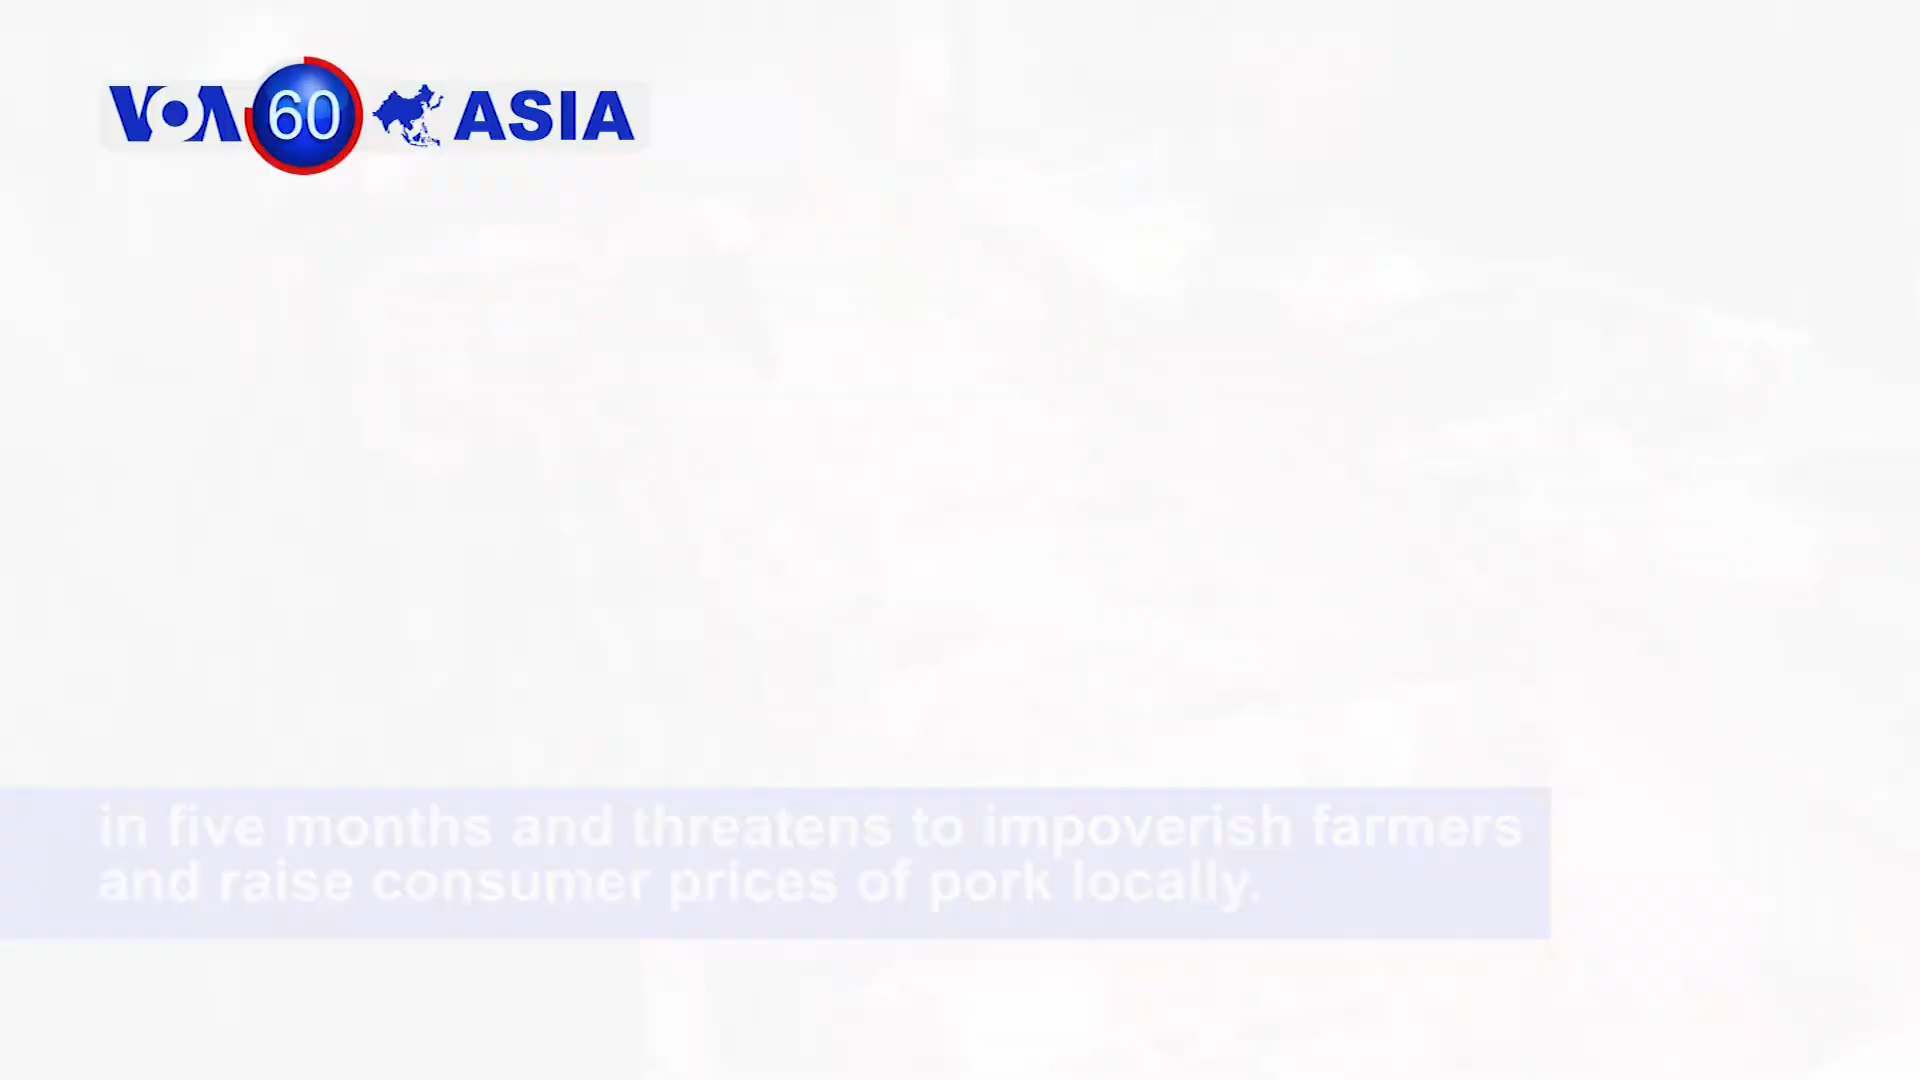 VOA 60 ASIA
in five months and threatens to impoverish farmers
and raise consumer prices of pork locally.